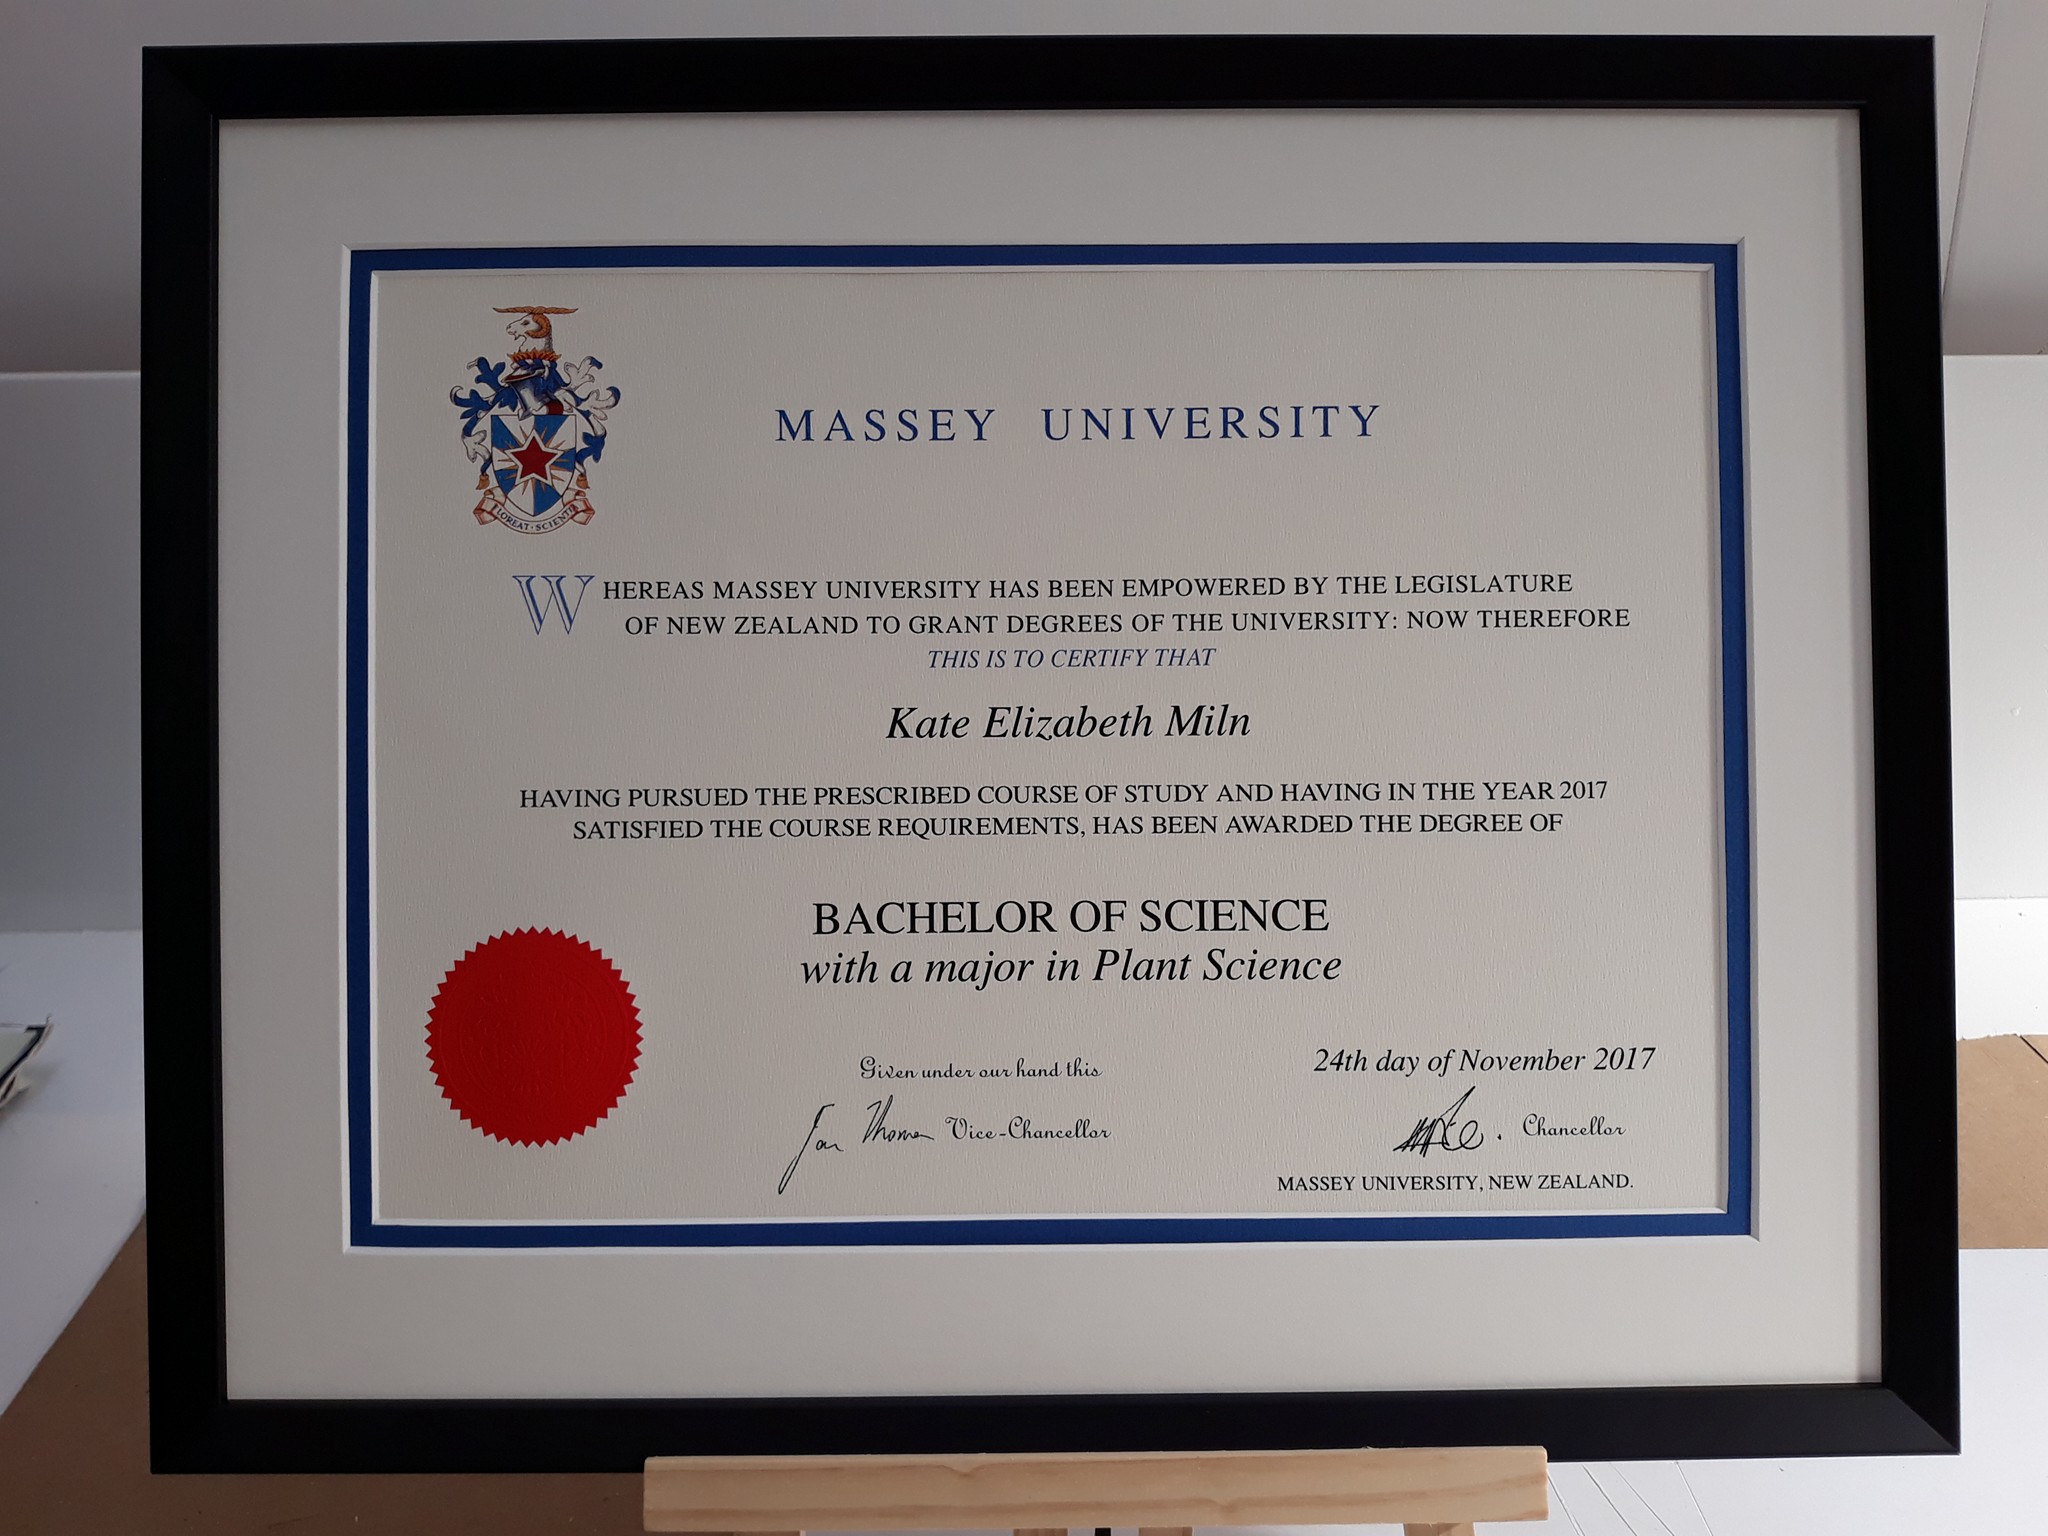 MASSEY UNIVERSITY
FLOREAT · SCIENTIA
WHEREAS MASSEY UNIVERSITY HAS BEEN EMPOWERED BY THE LEGISLATURE
OF NEW ZEALAND TO GRANT DEGREES OF THE UNIVERSITY: NOW THEREFORE
THIS IS TO CERTIFY THAT
Kate Elizabeth Miln
HAVING PURSUED THE PRESCRIBED COURSE OF STUDY AND HAVING IN THE YEAR 2017
SATISFIED THE COURSE REQUIREMENTS, HAS BEEN AWARDED THE DEGREE OF
BACHELOR OF SCIENCE
with a major in Plant Science
Given under our hand this
24th day of November 2017
Vice-Chancellor
Chancellor
MASSEY UNIVERSITY, NEW ZEALAND.